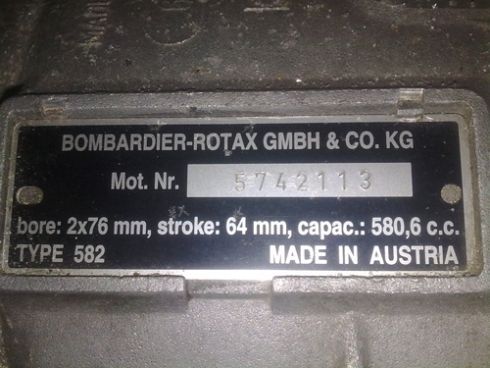 BOMBARDIER-ROTAX GMBH & CO. KG
Mot. Nr. 5742113
bore: 2x76 mm, stroke: 64 mm, capac.: 580,6 c.c.
TYPE 582 MADE IN AUSTRIA